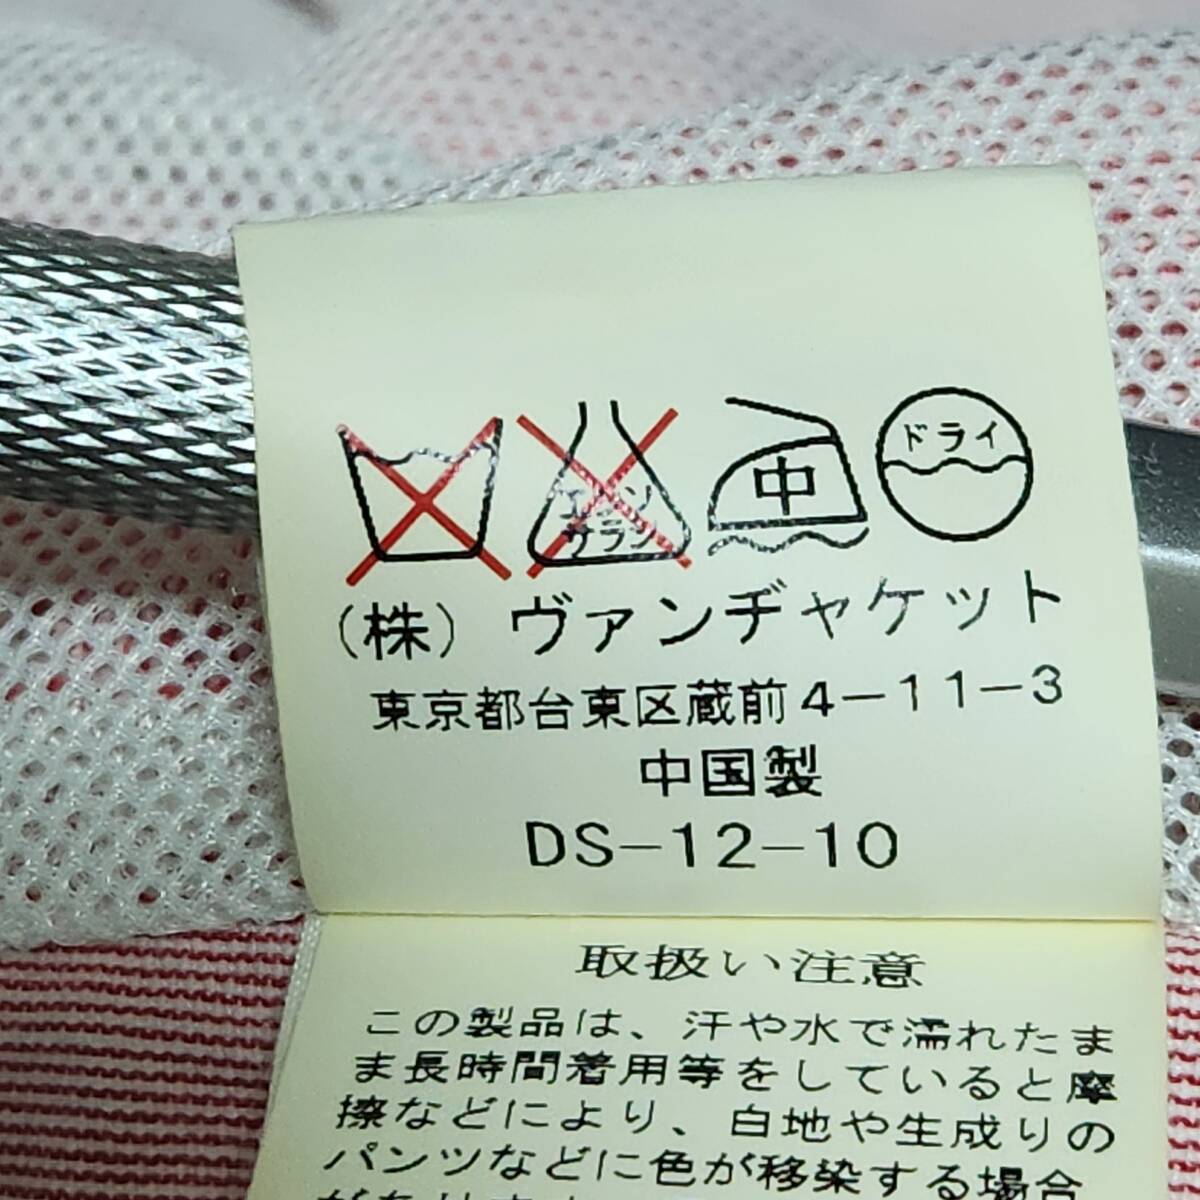 エンソ
サラシ
中
ドライ
(株)ヴァンヂャケット
東京都台東区蔵前4-11-3
中国製
DS-12-10
取扱い注意
この製品は、汗や水で濡れたま
ま長時間着用等をしていると摩
擦などにより、白地や生成りの
パンツなどに色が移染する場合